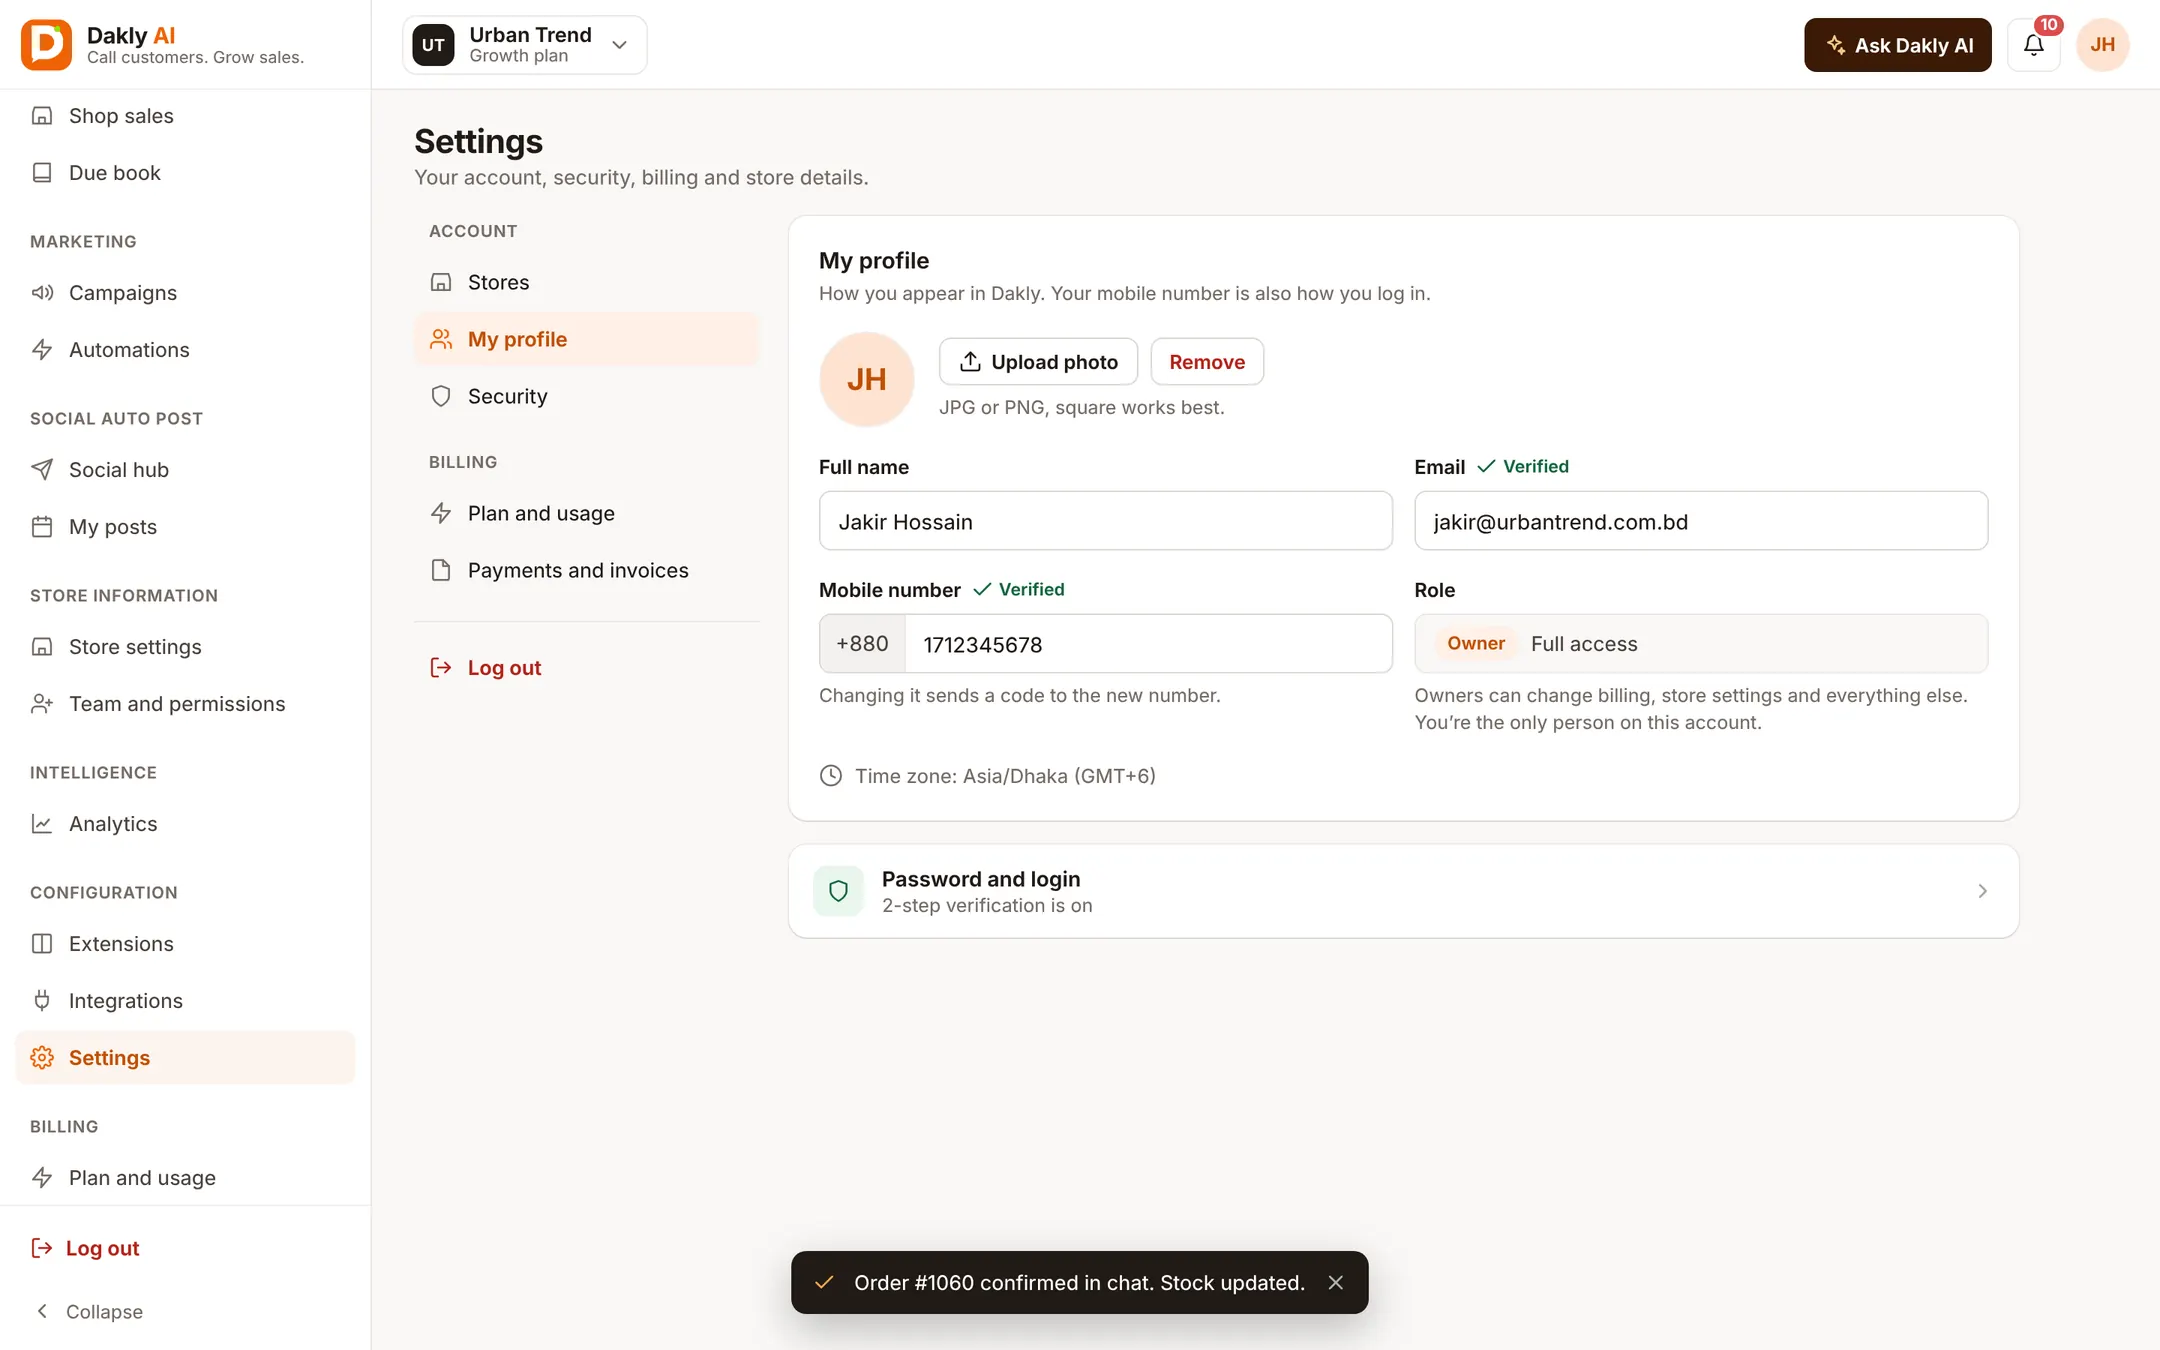 Dakly AI
Call customers. Grow sales.
UT
Urban Trend
Growth plan
Ask Dakly AI
10
JH
Shop sales
Due book
MARKETING
Campaigns
Automations
SOCIAL AUTO POST
Social hub
My posts
STORE INFORMATION
Store settings
Team and permissions
INTELLIGENCE
Analytics
CONFIGURATION
Extensions
Integrations
Settings
BILLING
Plan and usage
Log out
Collapse
Settings
Your account, security, billing and store details.
ACCOUNT
Stores
My profile
Security
BILLING
Plan and usage
Payments and invoices
Log out
My profile
How you appear in Dakly. Your mobile number is also how you log in.
JH
Upload photo
Remove
JPG or PNG, square works best.
Full name
Jakir Hossain
Email Verified
jakir@urbantrend.com.bd
Mobile number Verified
+880 1712345678
Changing it sends a code to the new number.
Role
Owner Full access
Owners can change billing, store settings and everything else.
You’re the only person on this account.
Time zone: Asia/Dhaka (GMT+6)
Password and login
2-step verification is on
Order #1060 confirmed in chat. Stock updated.